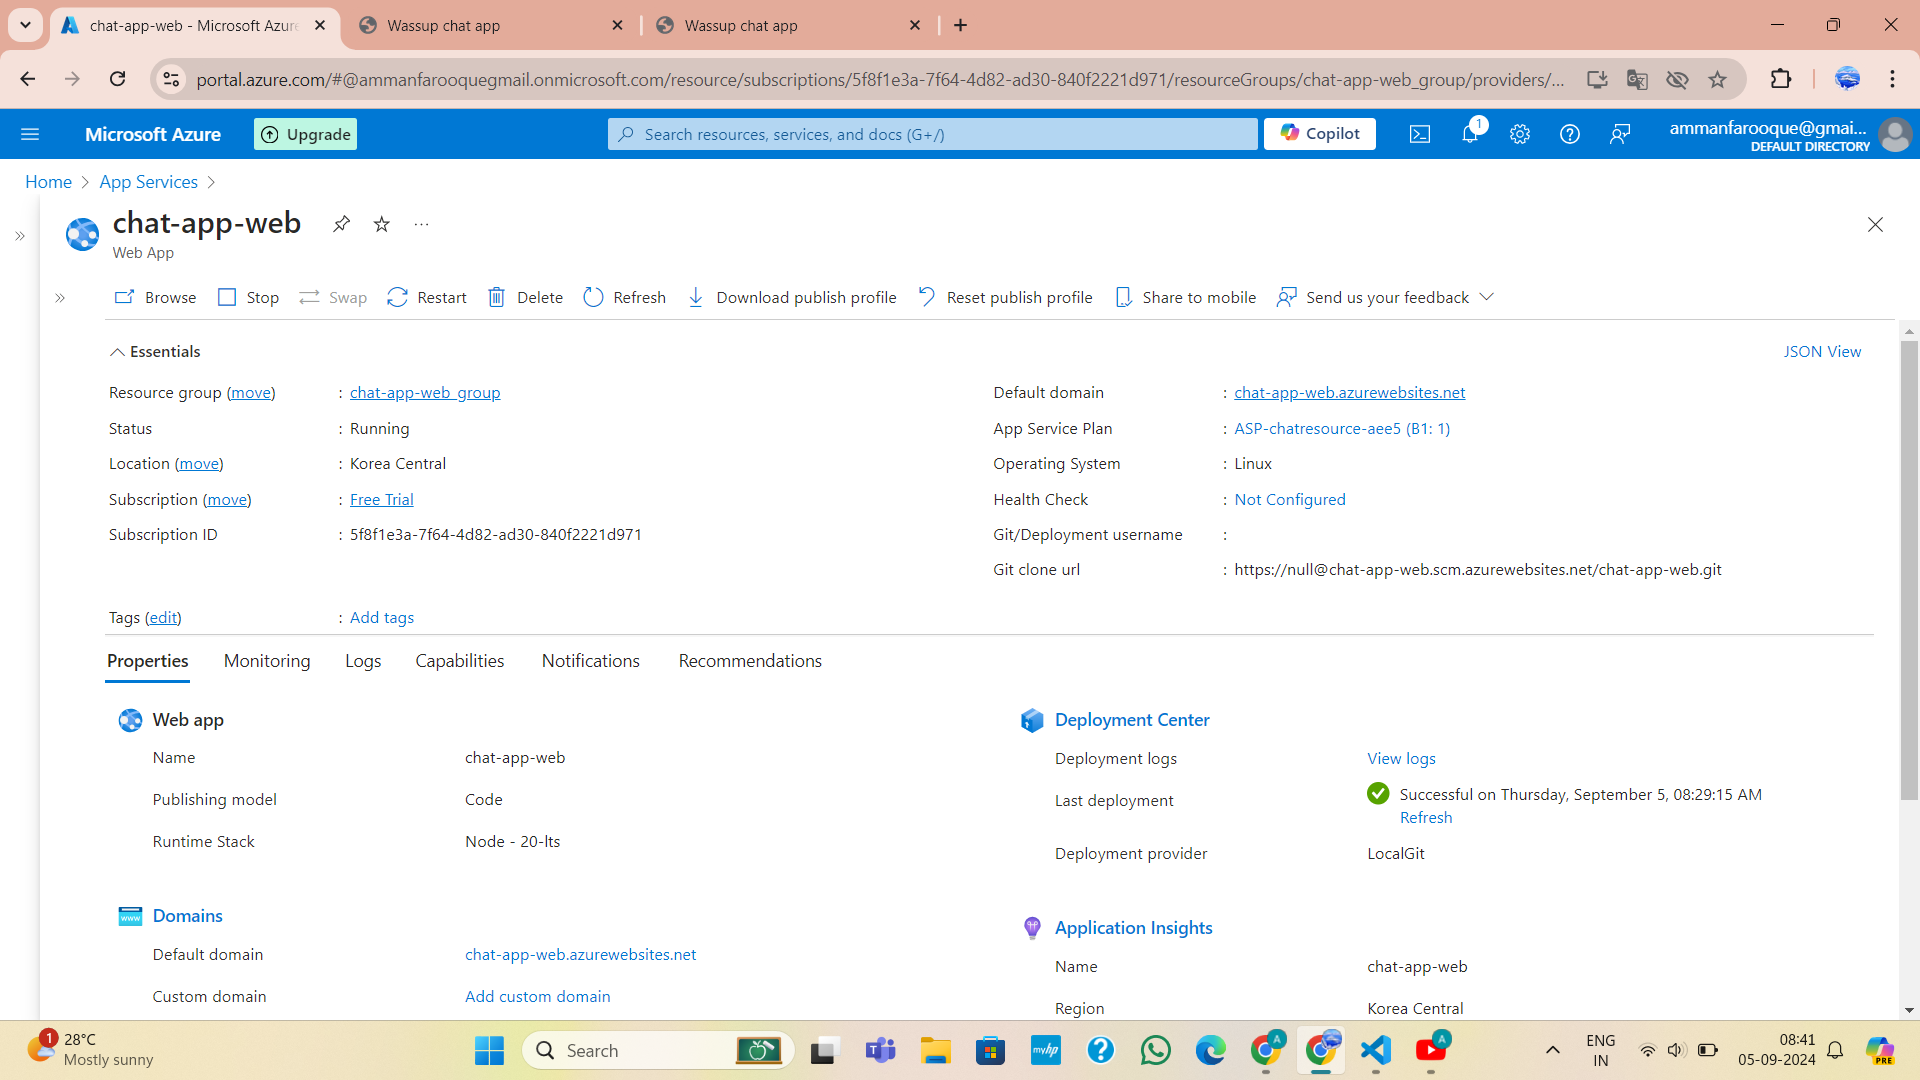 chat-app-web - Microsoft Azure
Wassup chat app
Wassup chat app
portal.azure.com/#@ammanfarooquegmail.onmicrosoft.com/resource/subscriptions/5f8f1e3a-7f64-4d82-ad30-840f2221d971/resourceGroups/chat-app-web_group/providers/...
Microsoft Azure
Upgrade
Search resources, services, and docs (G+/)
Copilot
1
ammanfarooque@gmai...
DEFAULT DIRECTORY
Home
App Services
chat-app-web
Web App
Browse
Stop
Swap
Restart
Delete
Refresh
Download publish profile
Reset publish profile
Share to mobile
Send us your feedback
Essentials
JSON View
Resource group (move) : chat-app-web_group
Status : Running
Location (move) : Korea Central
Subscription (move) : Free Trial
Subscription ID : 5f8f1e3a-7f64-4d82-ad30-840f2221d971
Default domain : chat-app-web.azurewebsites.net
App Service Plan : ASP-chatresource-aee5 (B1: 1)
Operating System : Linux
Health Check : Not Configured
Git/Deployment username :
Git clone url : https://null@chat-app-web.scm.azurewebsites.net/chat-app-web.git
Tags (edit) : Add tags
Properties
Monitoring
Logs
Capabilities
Notifications
Recommendations
Web app
Name chat-app-web
Publishing model Code
Runtime Stack Node - 20-lts
Domains
Default domain chat-app-web.azurewebsites.net
Custom domain Add custom domain
Deployment Center
Deployment logs View logs
Last deployment Successful on Thursday, September 5, 08:29:15 AM
Refresh
Deployment provider LocalGit
Application Insights
Name chat-app-web
Region Korea Central
1
28°C
Mostly sunny
Search
myhp
A
A
ENG
IN
08:41
05-09-2024
PRE